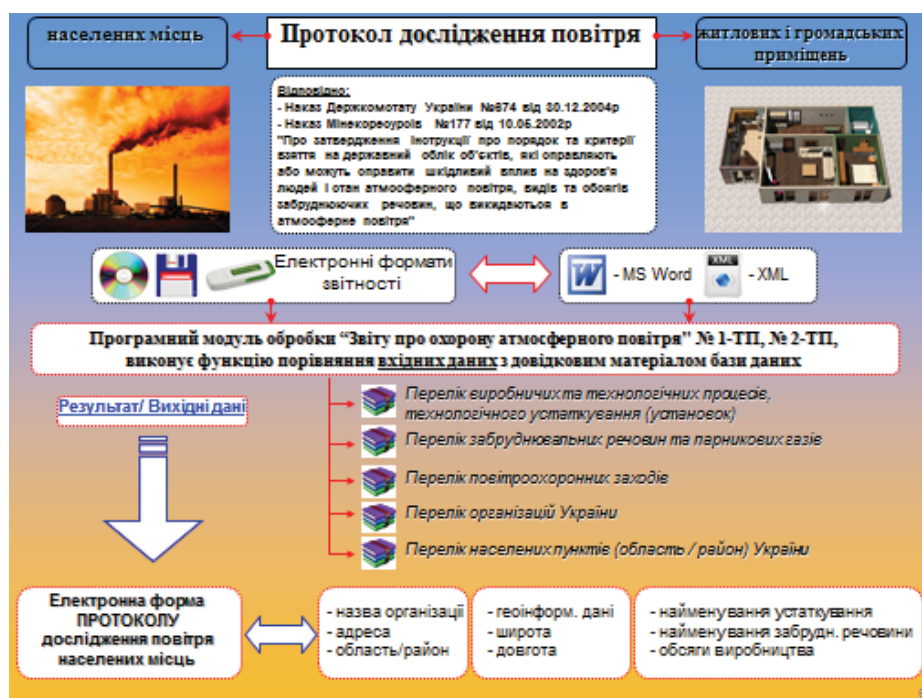 населених місць
Протокол дослідження повітря
житлових і громадських
приміщень
Відповідно:
- Наказ Держкомстату України №674 від 30.12.2004р
- Наказ Мінекоресурсів №177 від 10.05.2002р
"Про затвердження Інструкції про порядок та критерії
взяття на державний облік об'єктів, які справляють
або можуть справити шкідливий вплив на здоров'я
людей і стан атмосферного повітря, видів та обсягів
забруднюючих речовин, що викидаються в
атмосферне повітря"
Електронні формати
звітності
- MS Word
- XML
Програмний модуль обробки “Звіту про охорону атмосферного повітря" № 1-ТП, № 2-ТП,
виконує функцію порівняння вхідних даних з довідковим матеріалом бази даних
Результат/ Вихідні дані
Перелік виробничих та технологічних процесів,
технологічного устаткування (установок)
Перелік забруднювальних речовин та парникових газів
Перелік повітроохоронних заходів
Перелік організацій України
Перелік населених пунктів (область / район) України
Електронна форма
ПРОТОКОЛУ
дослідження повітря
населених місць
- назва організації
- адреса
- область/район
- геоінформ. дані
- широта
- довгота
- найменування устаткування
- найменування забрудн. речовини
- обсяги виробництва